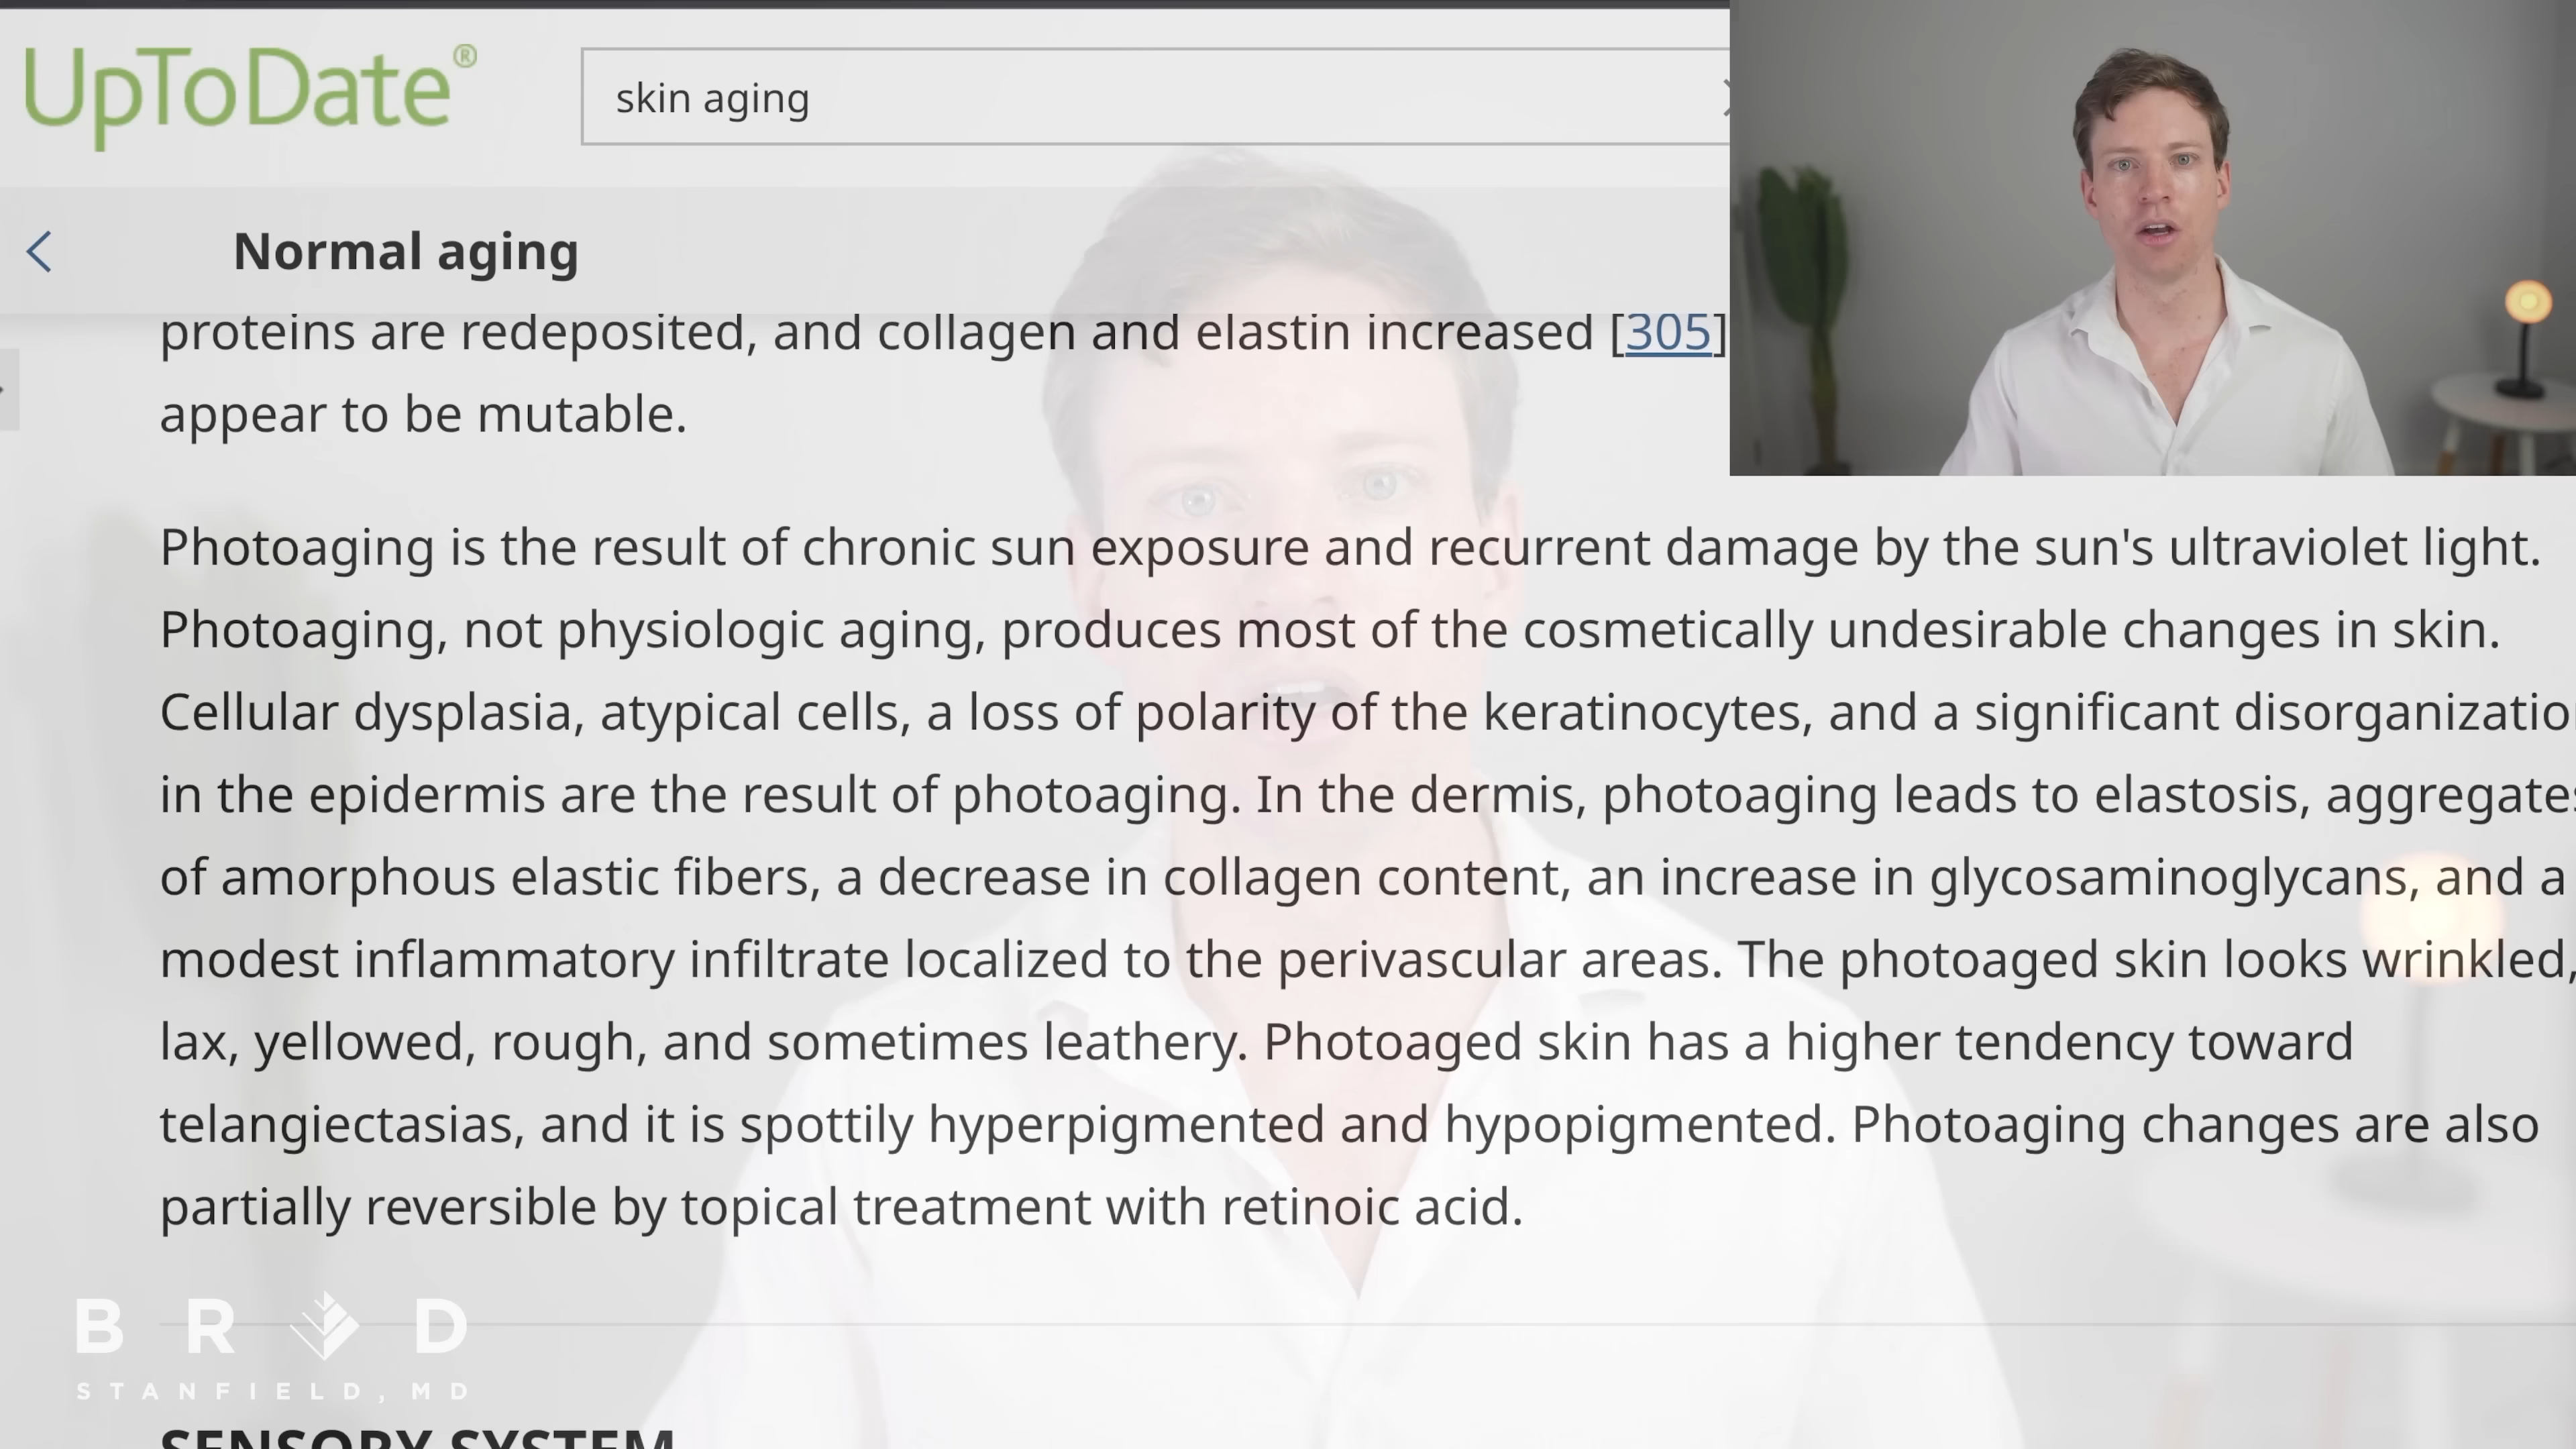 UpToDate®
skin aging
Normal aging
proteins are redeposited, and collagen and elastin increased [305]
appear to be mutable.
Photoaging is the result of chronic sun exposure and recurrent damage by the sun's ultraviolet light.
Photoaging, not physiologic aging, produces most of the cosmetically undesirable changes in skin.
Cellular dysplasia, atypical cells, a loss of polarity of the keratinocytes, and a significant disorganizatio
in the epidermis are the result of photoaging. In the dermis, photoaging leads to elastosis, aggregates
of amorphous elastic fibers, a decrease in collagen content, an increase in glycosaminoglycans, and a
modest inflammatory infiltrate localized to the perivascular areas. The photoaged skin looks wrinkled,
lax, yellowed, rough, and sometimes leathery. Photoaged skin has a higher tendency toward
telangiectasias, and it is spottily hyperpigmented and hypopigmented. Photoaging changes are also
partially reversible by topical treatment with retinoic acid.
BR D
STANFIELD, MD
SENSORY SYSTEM